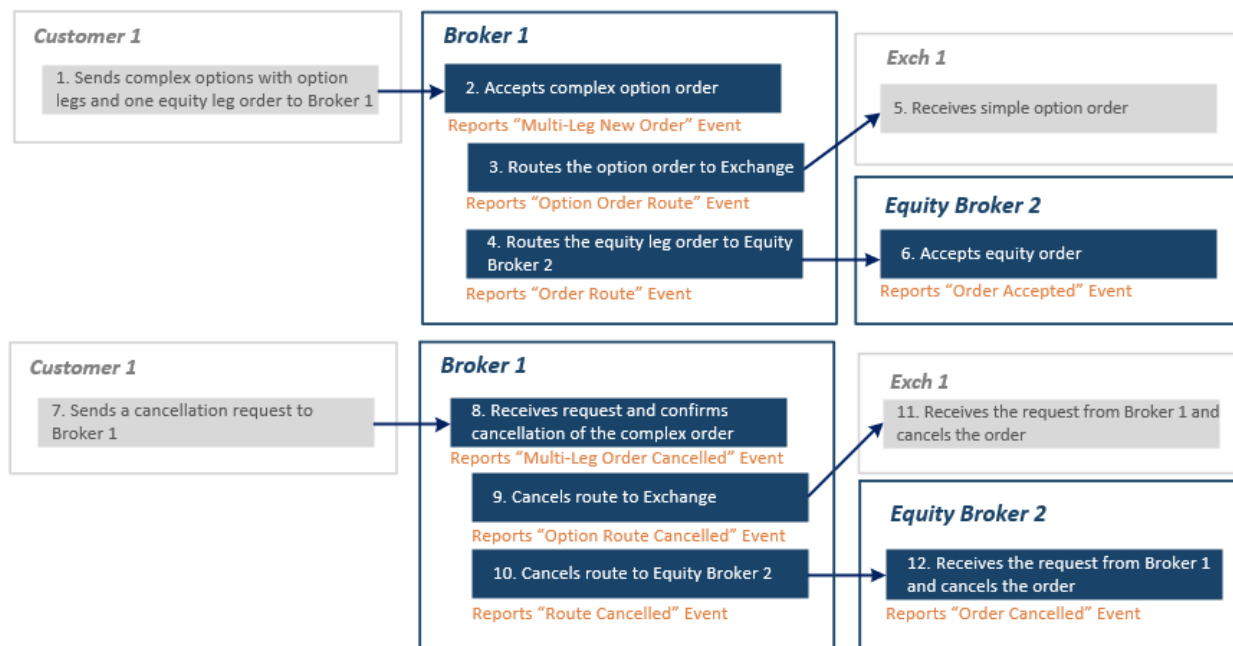 Customer 1
1. Sends complex options with option
legs and one equity leg order to Broker 1
Broker 1
2. Accepts complex option order
Reports “Multi-Leg New Order” Event
3. Routes the option order to Exchange
Reports “Option Order Route” Event
4. Routes the equity leg order to Equity
Broker 2
Reports “Order Route” Event
Exch 1
5. Receives simple option order
Equity Broker 2
6. Accepts equity order
Reports “Order Accepted” Event
Customer 1
7. Sends a cancellation request to
Broker 1
Broker 1
8. Receives request and confirms
cancellation of the complex order
Reports “Multi-Leg Order Cancelled” Event
9. Cancels route to Exchange
Reports “Option Route Cancelled” Event
10. Cancels route to Equity Broker 2
Reports “Route Cancelled” Event
Exch 1
11. Receives the request from Broker 1 and
cancels the order
Equity Broker 2
12. Receives the request from Broker 1
and cancels the order
Reports “Order Cancelled” Event